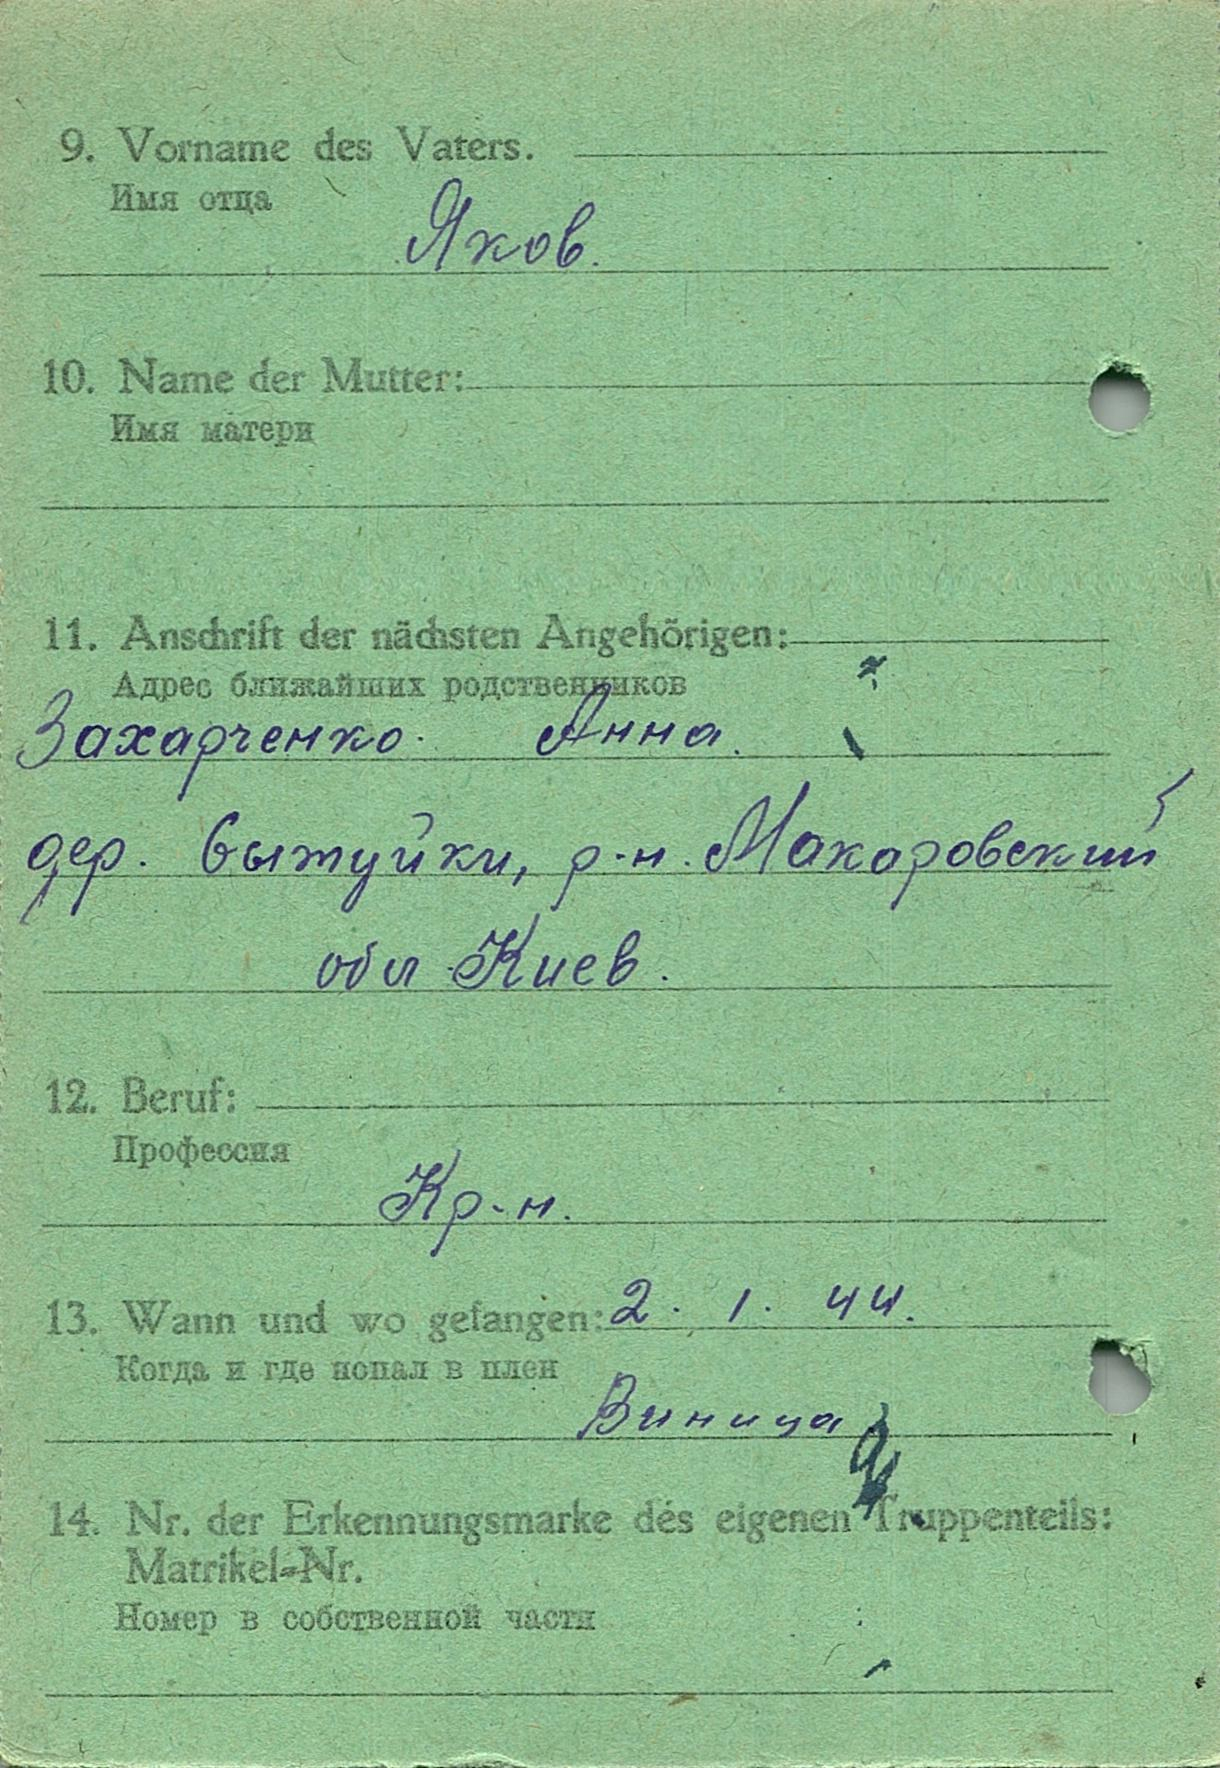 9. Vorname des Vaters.
Имя отца
Яков.
10. Name der Mutter:
Имя матери
11. Anschrift der nächsten Angehörigen:
Адрес ближайших родственников
Захарченко. Анна.
дер. Вытуйки, р-н. Макаровский
обл Киев.
12. Beruf:
Профессия
Кр-н.
13. Wann und wo gefangen: 2. 1. 44.
Когда и где попал в плен
Виница
14. Nr. der Erkennungsmarke des eigenen Truppenteils:
Matrikel-Nr.
Номер в собственной части